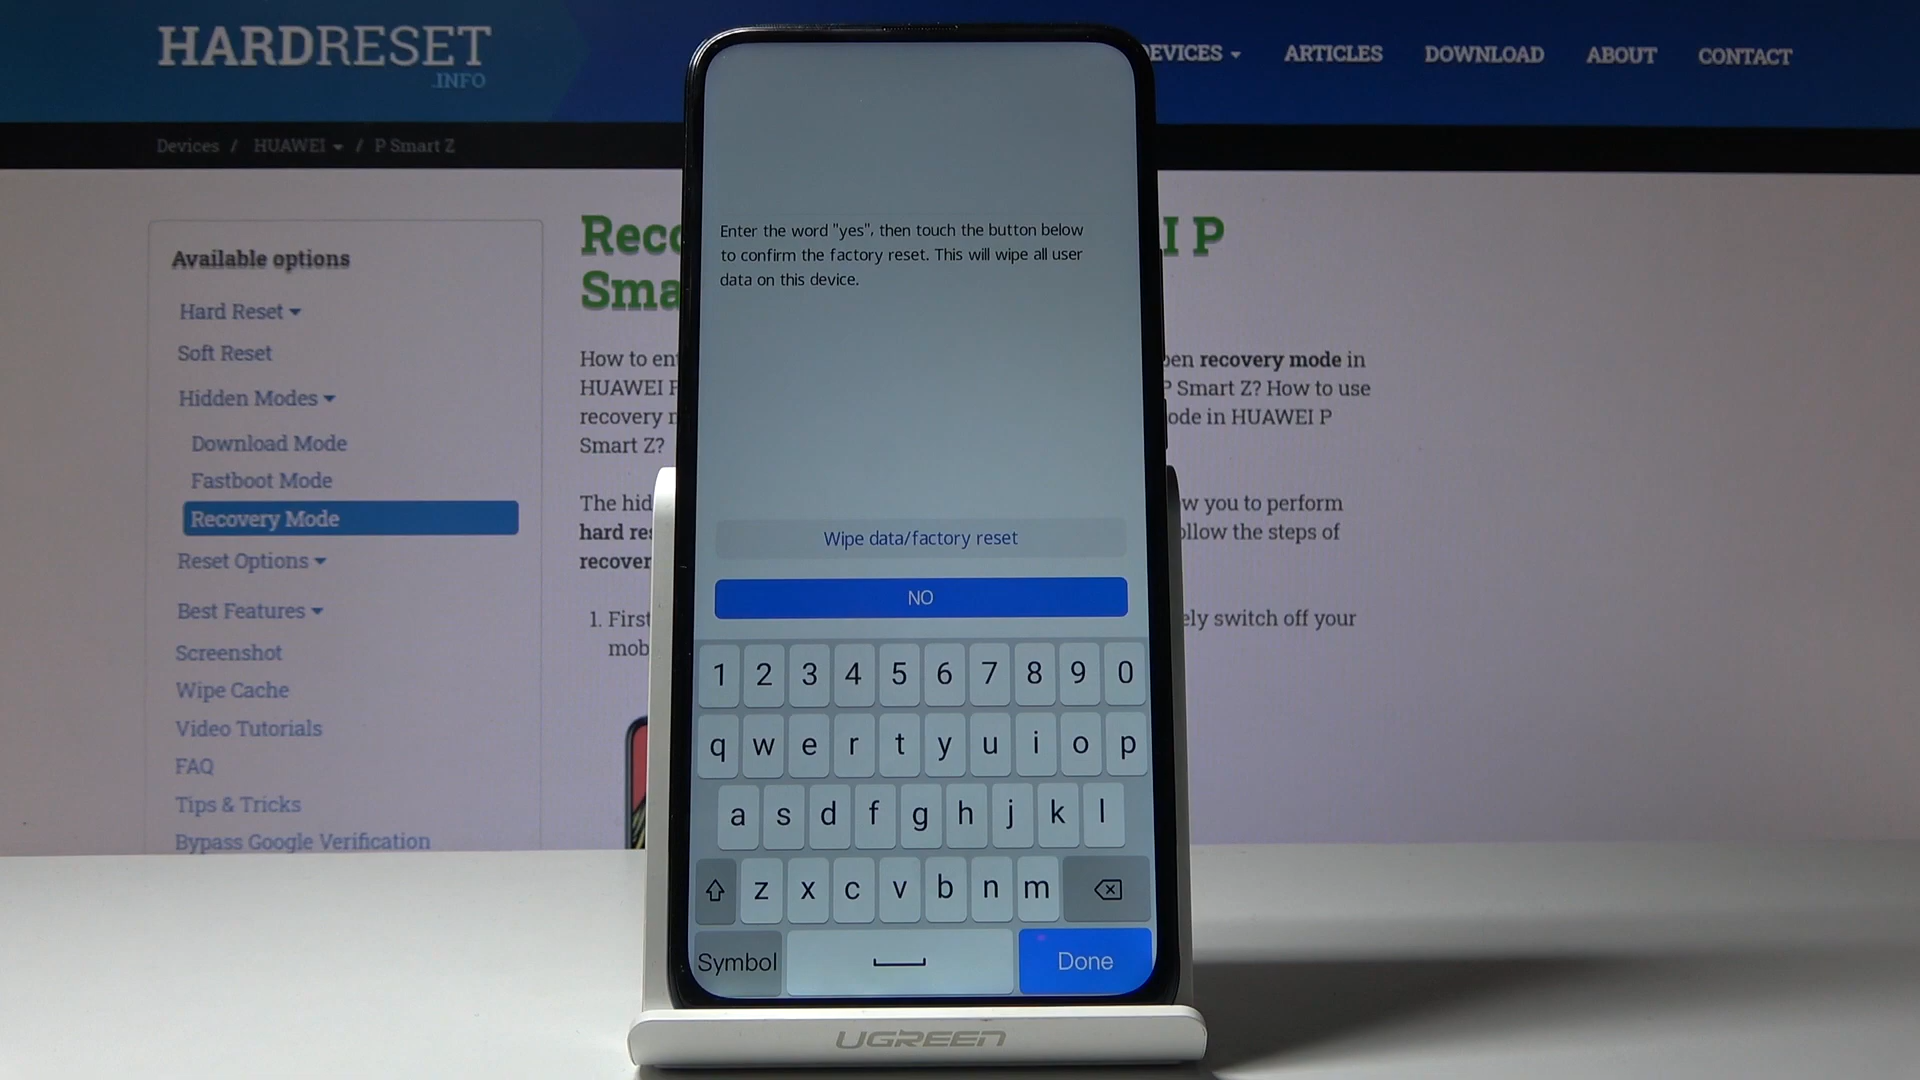 HARDRESET
.INFO
EVICES
ARTICLES
DOWNLOAD
ABOUT
CONTACT
Devices / HUAWEI / P Smart Z
Available options
Hard Reset
Soft Reset
Hidden Modes
Download Mode
Fastboot Mode
Recovery Mode
Reset Options
Best Features
Screenshot
Wipe Cache
Video Tutorials
FAQ
Tips & Tricks
Bypass Google Verification
Reco I P
Sma
How to en en recovery mode in
HUAWEI P Smart Z? How to use
recovery ode in HUAWEI P
Smart Z?
The hid w you to perform
hard res ollow the steps of
recover
1. First ely switch off your
mob
Enter the word "yes", then touch the button below
to confirm the factory reset. This will wipe all user
data on this device.
Wipe data/factory reset
NO
1 2 3 4 5 6 7 8 9 0
q w e r t y u i o p
a s d f g h j k l
z x c v b n m
Symbol Done
UGREEN